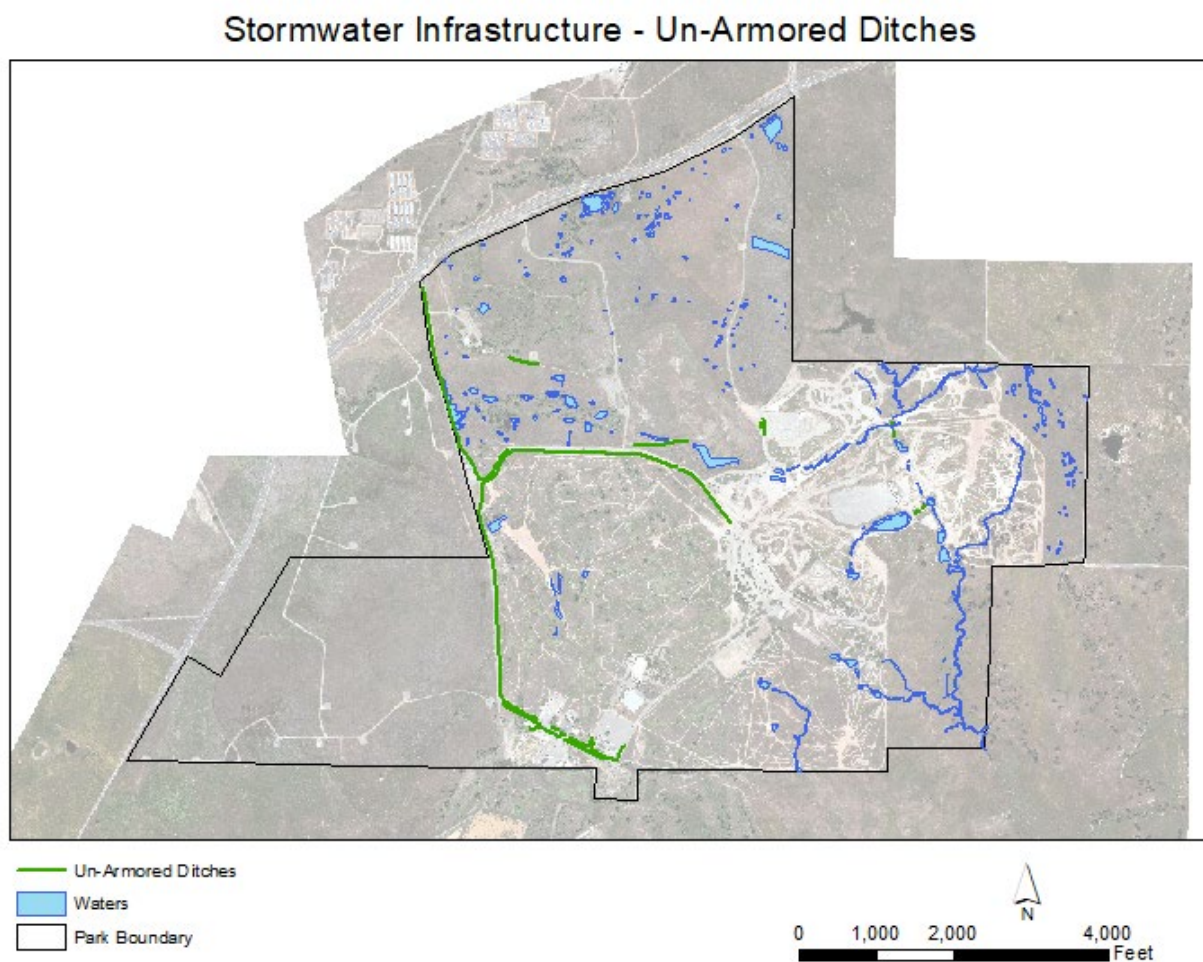 Stormwater Infrastructure - Un-Armored Ditches
Un-Armored Ditches
Waters
Park Boundary
N
0 1,000 2,000 4,000
Feet